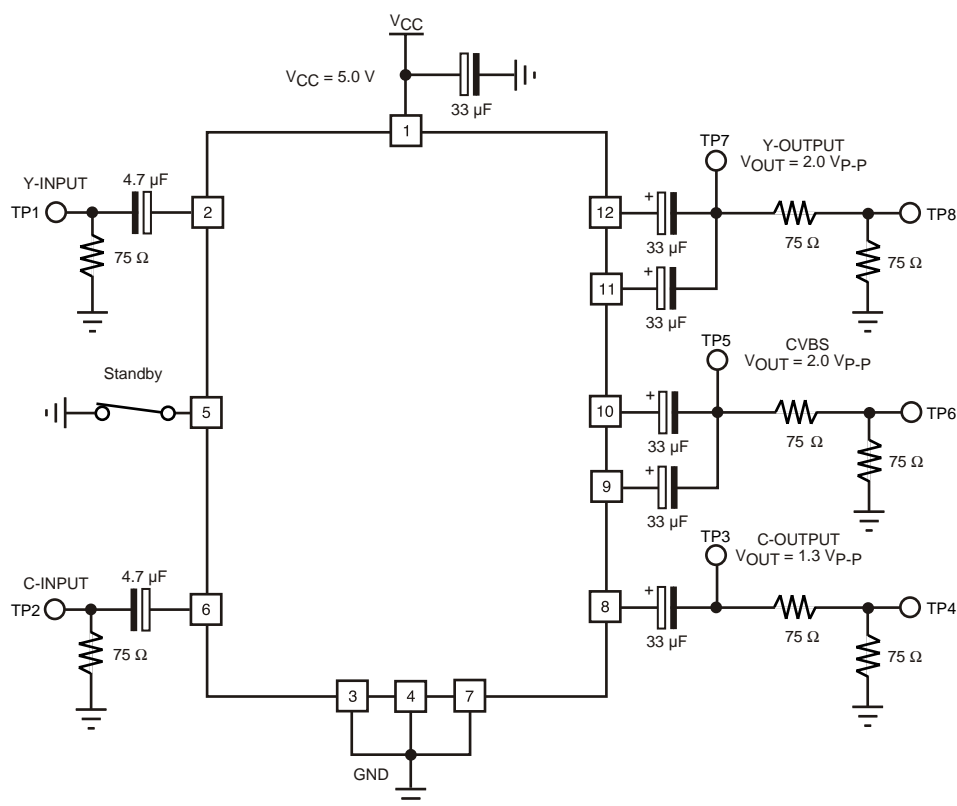 VCC
VCC = 5.0 V
33 µF
1
Y-INPUT
4.7 µF
TP1
2
75 Ω
TP7
Y-OUTPUT
VOUT = 2.0 VP-P
12
+
33 µF
75 Ω
TP8
75 Ω
11
+
33 µF
Standby
5
TP5
CVBS
VOUT = 2.0 VP-P
10
+
33 µF
75 Ω
TP6
75 Ω
9
+
33 µF
C-INPUT
4.7 µF
TP2
6
75 Ω
TP3
C-OUTPUT
VOUT = 1.3 VP-P
8
+
33 µF
75 Ω
TP4
75 Ω
3
4
7
GND